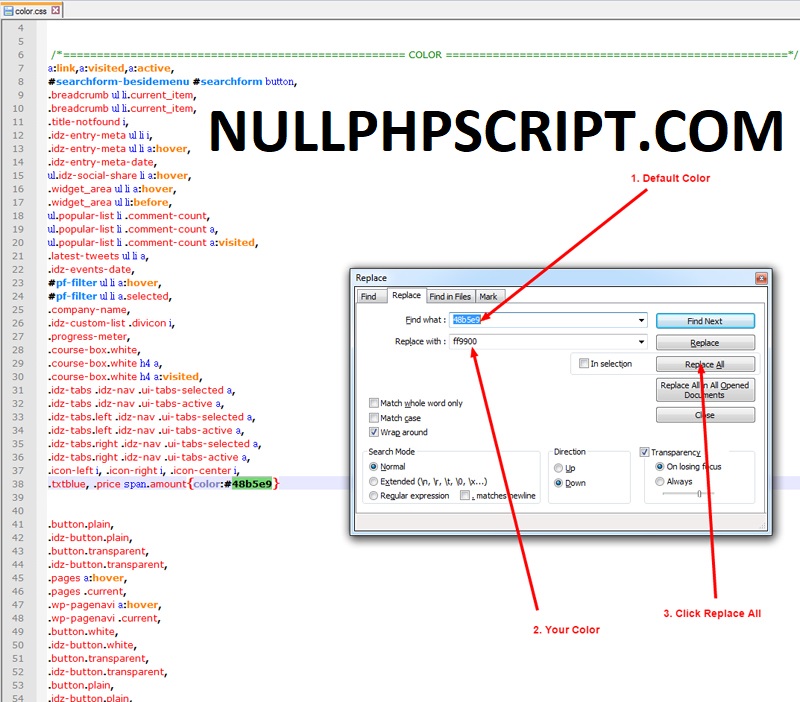 color.css
4
5
6 /*================================================== COLOR ==================================================*/
7 a:link,a:visited,a:active,
8 #searchform-besidemenu #searchform button,
9 .breadcrumb ul li.current_item,
10 .breadcrumb ul li.current_item,
11 .title-notfound i,
12 .idz-entry-meta ul li i,
13 .idz-entry-meta ul li a:hover,
14 .idz-entry-meta-date,
15 ul.idz-social-share li a:hover,
16 .widget_area ul li a:hover,
17 .widget_area ul li:before,
18 ul.popular-list li .comment-count,
19 ul.popular-list li .comment-count a,
20 ul.popular-list li .comment-count a:visited,
21 .latest-tweets ul li a,
22 .idz-events-date,
23 #pf-filter ul li a:hover,
24 #pf-filter ul li a.selected,
25 .company-name,
26 .idz-custom-list .divicon i,
27 .progress-meter,
28 .course-box.white,
29 .course-box.white h4 a,
30 .course-box.white h4 a:visited,
31 .idz-tabs .idz-nav .ui-tabs-selected a,
32 .idz-tabs .idz-nav .ui-tabs-active a,
33 .idz-tabs.left .idz-nav .ui-tabs-selected a,
34 .idz-tabs.left .idz-nav .ui-tabs-active a,
35 .idz-tabs.right .idz-nav .ui-tabs-selected a,
36 .idz-tabs.right .idz-nav .ui-tabs-active a,
37 .icon-left i, .icon-right i, .icon-center i,
38 .txtblue, .price span.amount{color:#48b5e9}
39
40
41 .button.plain,
42 .idz-button.plain,
43 .button.transparent,
44 .idz-button.transparent,
45 .pages a:hover,
46 .pages .current,
47 .wp-pagenavi a:hover,
48 .wp-pagenavi .current,
49 .button.white,
50 .idz-button.white,
51 .button.transparent,
52 .idz-button.transparent,
53 .button.plain,
54 .idz-button.plain,
NULLPHPSCRIPT.COM
1. Default Color
Replace
Find Replace Find in Files Mark
Find what : 48b5e9 Find Next
Replace with : ff9900 Replace
In selection Replace All
Replace All in All Opened
Documents
Match whole word only
Match case Close
Wrap around
Search Mode Direction Transparency
Normal Up On losing focus
Extended (\n, \r, \t, \0, \x...) Down Always
Regular expression . matches newline
2. Your Color
3. Click Replace All